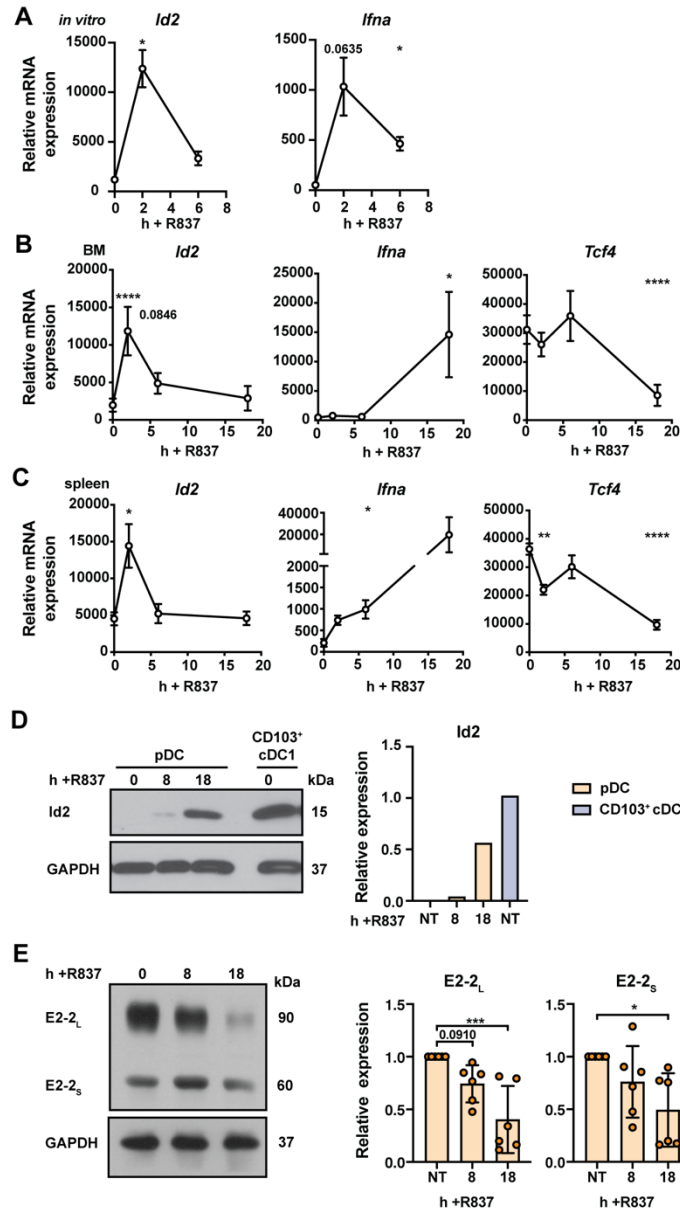 A
in vitro
Id2
Ifna
Relative mRNA
expression
15000
10000
5000
0
*
0 2 4 6 8
h + R837
1500
1000
500
0
0.0635
*
0 2 4 6 8
h + R837
B
BM
Id2
Ifna
Tcf4
Relative mRNA
expression
20000
15000
10000
5000
0
****
0.0846
0 5 10 15 20
h + R837
25000
20000
15000
10000
5000
0
*
0 5 10 15 20
h + R837
50000
40000
30000
20000
10000
0
****
0 5 10 15 20
h + R837
C
spleen
Id2
Ifna
Tcf4
Relative mRNA
expression
20000
15000
10000
5000
0
*
0 5 10 15 20
h + R837
40000
20000
2000
1500
1000
500
0
*
0 5 10 15 20
h + R837
50000
40000
30000
20000
10000
0
**
****
0 5 10 15 20
h + R837
D
pDC
CD103+
cDC1
h +R837
0 8 18 0 kDa
Id2 15
GAPDH 37
Id2
Relative expression
1.5
1.0
0.5
0.0
h +R837 NT 8 18 NT
pDC
CD103+ cDC
E
h +R837 0 8 18
kDa
E2-2L 90
E2-2S 60
GAPDH 37
E2-2L
E2-2S
Relative expression
1.5
1.0
0.5
0.0
***
0.0910
NT 8 18
h +R837
1.5
1.0
0.5
0.0
*
NT 8 18
h +R837